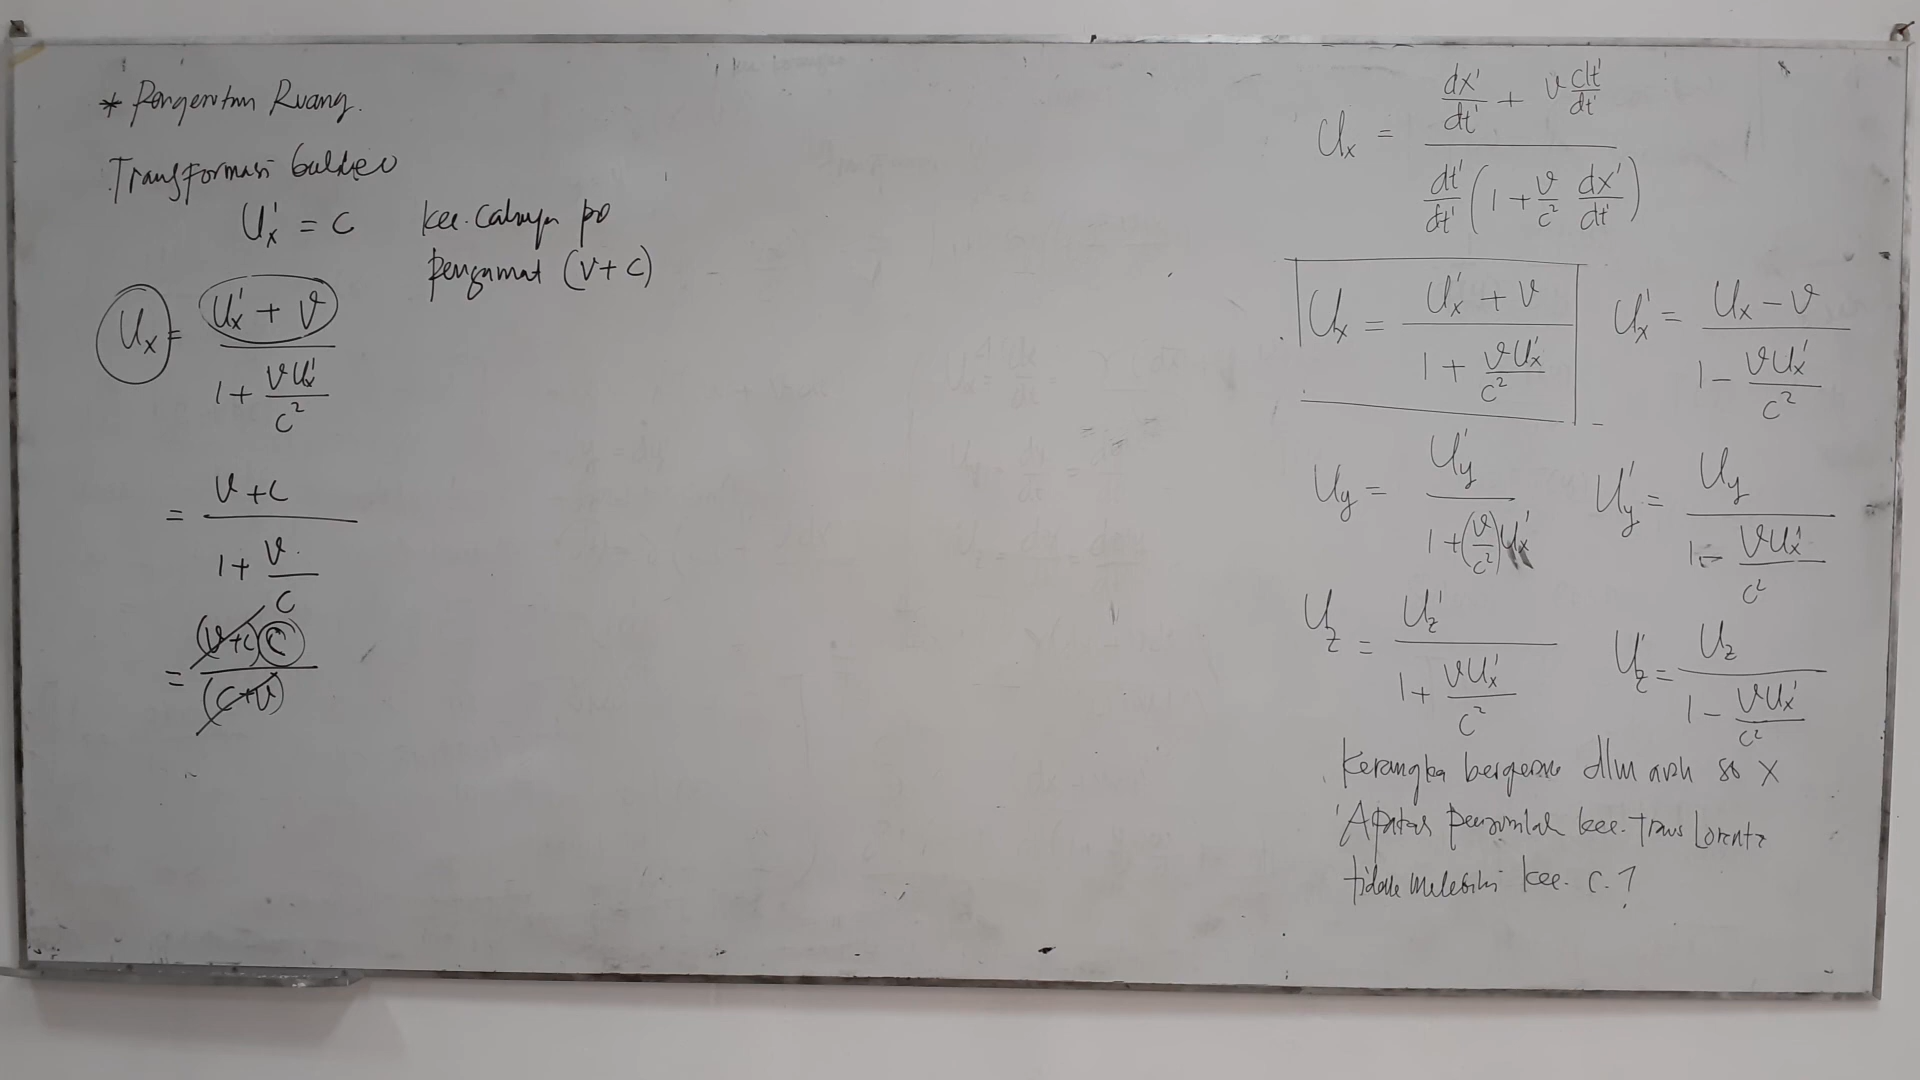 * Pengerutan Ruang.
Transformasi Galileo
U'x = c kec. Cahaya pd
pengamat (v + c)
Ux = (U'x + v) / (1 + vU'x/c²)
= (v + c) / (1 + v/c)
= (v+c) c / (c+v)
Ux = (dx'/dt' + v dt'/dt') / (dt'/dt' (1 + v/c² dx'/dt'))
Ux = (U'x + v) / (1 + vU'x/c²) U'x = (Ux - v) / (1 - vU'x/c²)
Uy = U'y / (1 + (v/c²)U'x) U'y = Uy / (1 - vU'x/c²)
Uz = U'z / (1 + vU'x/c²) U'z = Uz / (1 - vU'x/c²)
Kerangka bergerak dlm arah sb X
Apakah penjumlah kec. Trans Lorentz
tidak melebihi kec. c.?